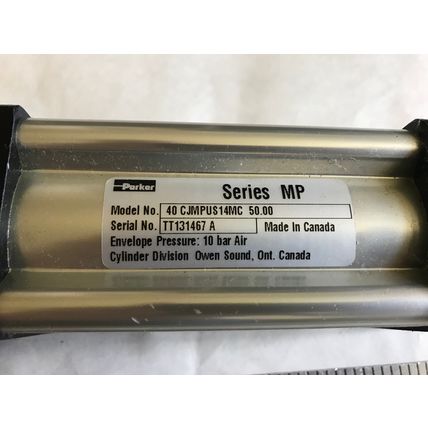 Parker Series MP
Model No. 40 CJMPUS14MC 50.00
Serial No. TT131467 A Made In Canada
Envelope Pressure: 10 bar Air
Cylinder Division Owen Sound, Ont. Canada